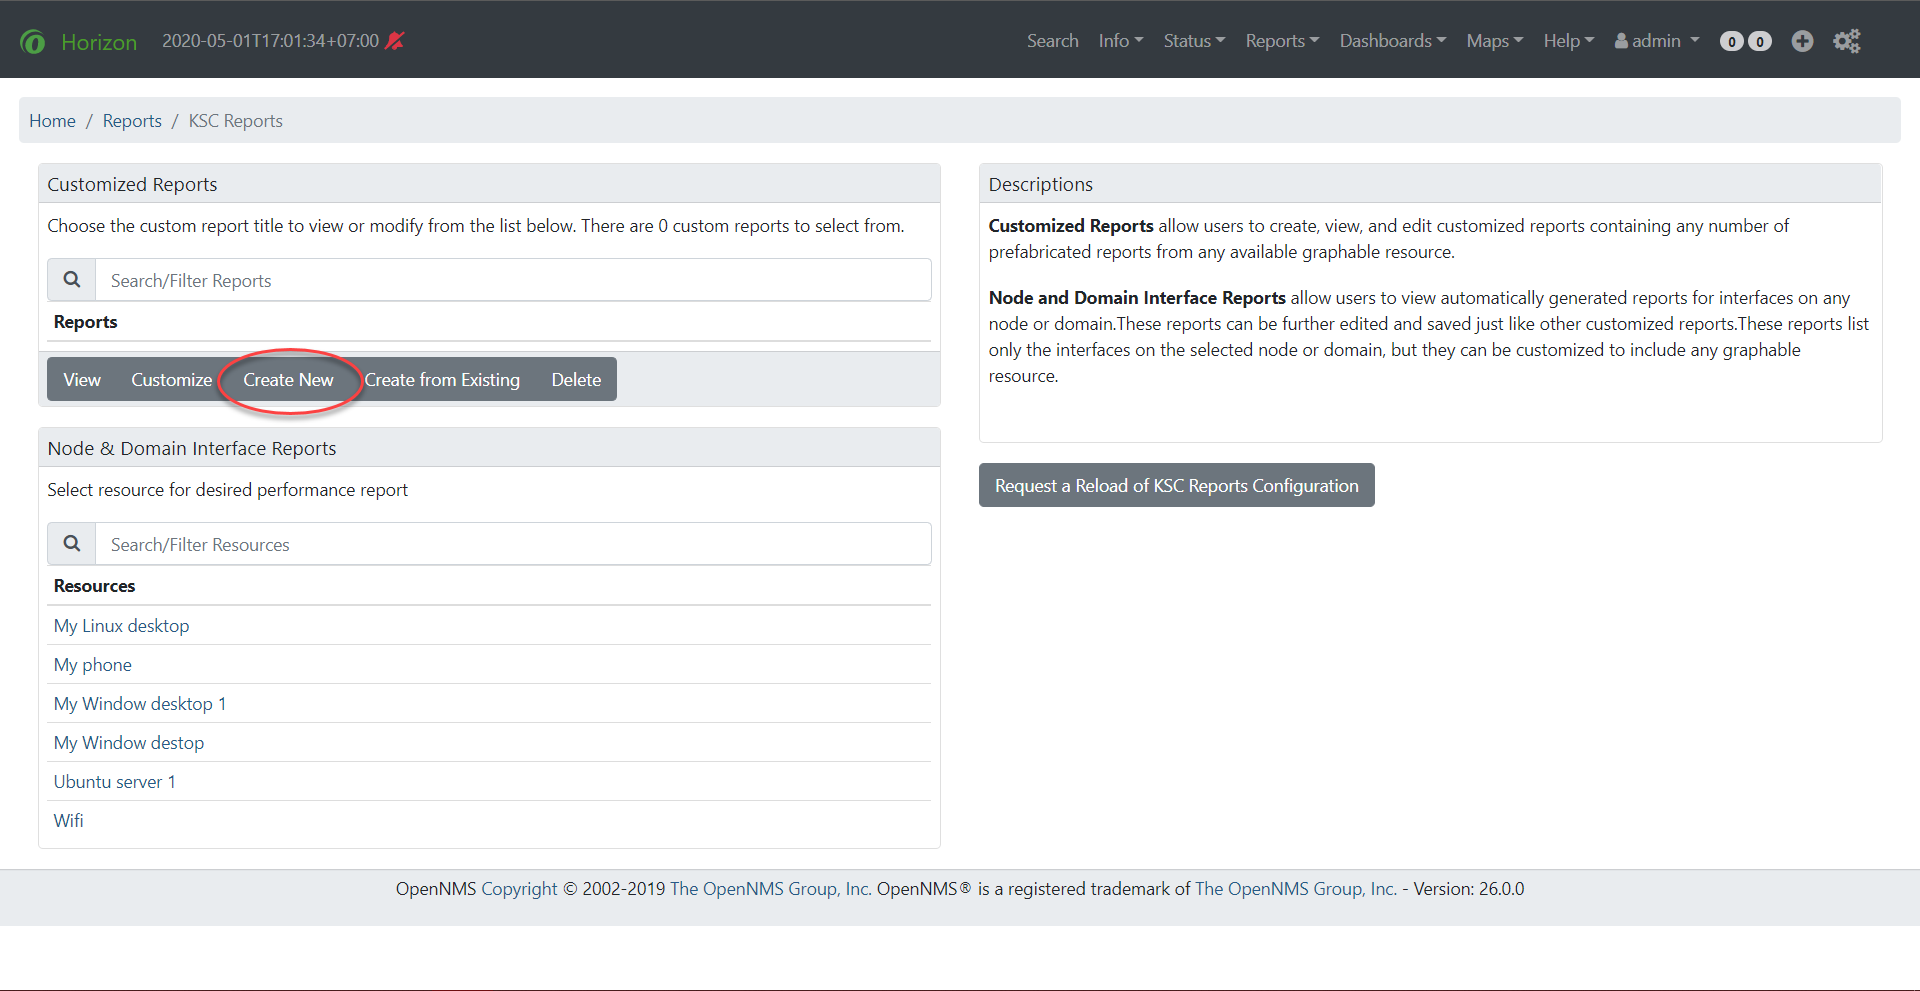 Horizon 2020-05-01T17:01:34+07:00 Search Info Status Reports Dashboards Maps Help admin 0 0
Home / Reports / KSC Reports
Customized Reports
Choose the custom report title to view or modify from the list below. There are 0 custom reports to select from.
Search/Filter Reports
Reports
View Customize Create New Create from Existing Delete
Node & Domain Interface Reports
Select resource for desired performance report
Search/Filter Resources
Resources
My Linux desktop
My phone
My Window desktop 1
My Window destop
Ubuntu server 1
Wifi
Descriptions
Customized Reports allow users to create, view, and edit customized reports containing any number of
prefabricated reports from any available graphable resource.
Node and Domain Interface Reports allow users to view automatically generated reports for interfaces on any
node or domain.These reports can be further edited and saved just like other customized reports.These reports list
only the interfaces on the selected node or domain, but they can be customized to include any graphable
resource.
Request a Reload of KSC Reports Configuration
OpenNMS Copyright © 2002-2019 The OpenNMS Group, Inc. OpenNMS® is a registered trademark of The OpenNMS Group, Inc. - Version: 26.0.0